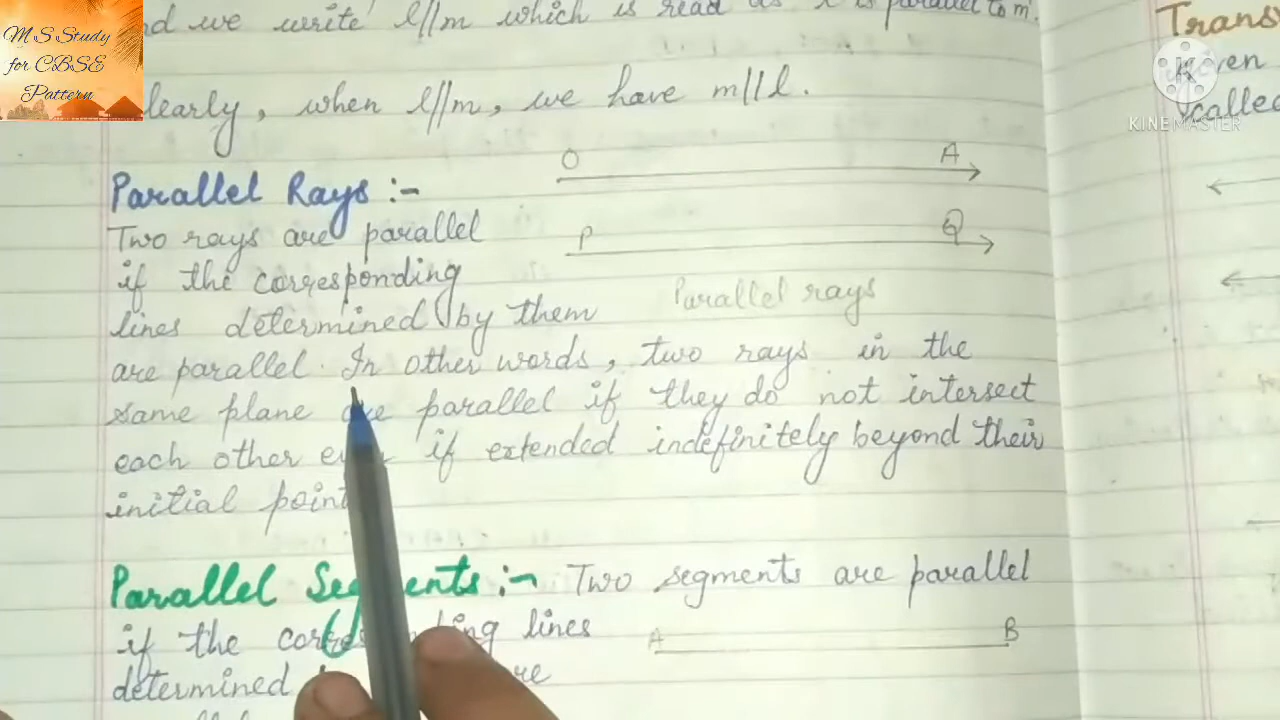 M S Study
for CBSE
Pattern
nd we write l//m which is read as l is parallel to m'.
learly, when l//m, we have m//l.
Parallel Rays :-
O A
P Q
Parallel rays
Two rays are parallel
if the corresponding
lines determined by them
are parallel. In other words, two rays in the
same plane are parallel if they do not intersect
each other if extended indefinitely beyond their
initial point
Parallel Segments :- Two segments are parallel
if the lines
determined
A B
Trans
called
KINEMASTER